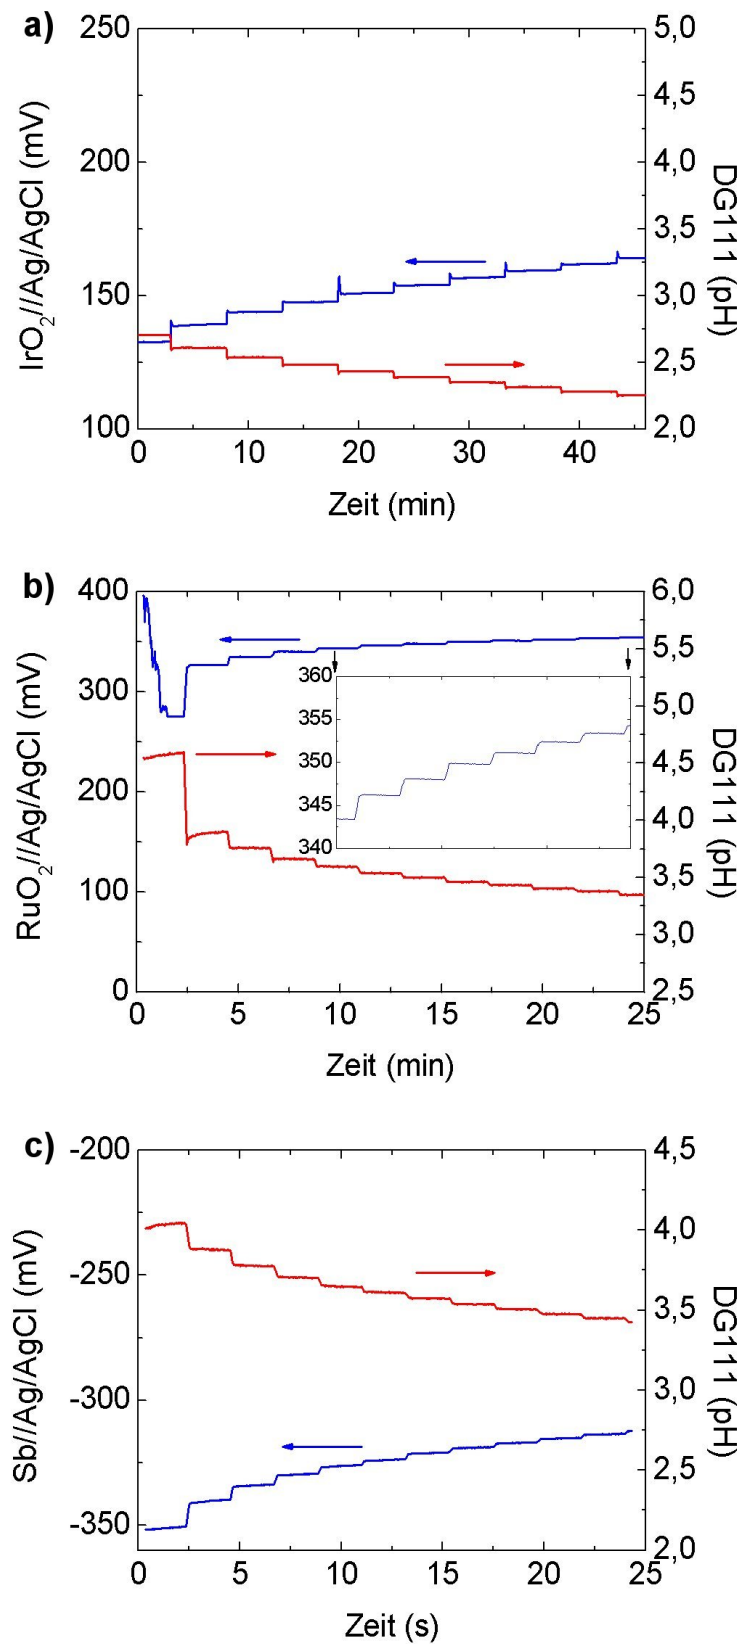 a)
250
200
150
100
IrO₂//Ag/AgCl (mV)
5,0
4,5
4,0
3,5
3,0
2,5
2,0
DG111 (pH)
0 10 20 30 40
Zeit (min)
b)
400
300
200
100
0
RuO₂//Ag/AgCl (mV)
360
355
350
345
340
6,0
5,5
5,0
4,5
4,0
3,5
3,0
2,5
DG111 (pH)
0 5 10 15 20 25
Zeit (min)
c)
-200
-250
-300
-350
Sb//Ag/AgCl (mV)
4,5
4,0
3,5
3,0
2,5
2,0
DG111 (pH)
0 5 10 15 20 25
Zeit (s)